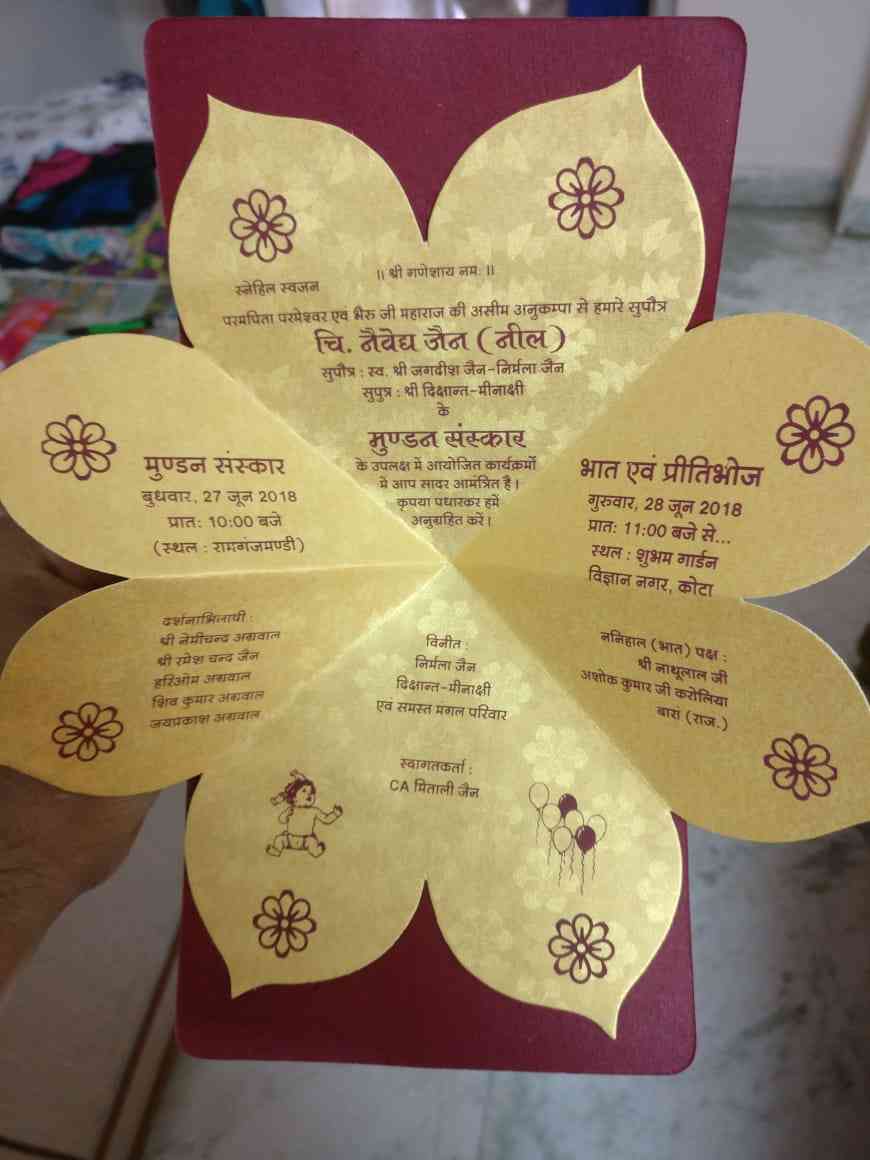 ॥ श्री गणेशाय नमः ॥
स्नेहिल स्वजन
परमपिता परमेश्वर एवं भैरु जी महाराज की असीम अनुकम्पा से हमारे सुपौत्र
चि. नैवेद्य जैन (नील)
सुपौत्र : स्व. श्री जगदीश जैन-निर्मला जैन
सुपुत्र : श्री दिक्षान्त-मीनाक्षी
के
मुण्डन संस्कार
के उपलक्ष में आयोजित कार्यक्रमों
में आप सादर आमंत्रित है।
कृपया पधारकर हमें
अनुग्रहित करें।
मुण्डन संस्कार
बुधवार, 27 जून 2018
प्रात: 10:00 बजे
(स्थल : रामगंजमण्डी)
भात एवं प्रीतिभोज
गुरुवार, 28 जून 2018
प्रात: 11:00 बजे से...
स्थल : शुभम गार्डन
विज्ञान नगर, कोटा
दर्शनाभिलाषी :
श्री नेमीचन्द अग्रवाल
श्री रमेश चन्द जैन
हरिओम अग्रवाल
शिव कुमार अग्रवाल
जयप्रकाश अग्रवाल
विनीत :
निर्मला जैन
दिक्षान्त-मीनाक्षी
एवं समस्त मंगल परिवार
स्वागतकर्ता :
CA मिताली जैन
ननिहाल (भात) पक्ष :
श्री नाथूलाल जी
अशोक कुमार जी करोलिया
बारां (राज.)